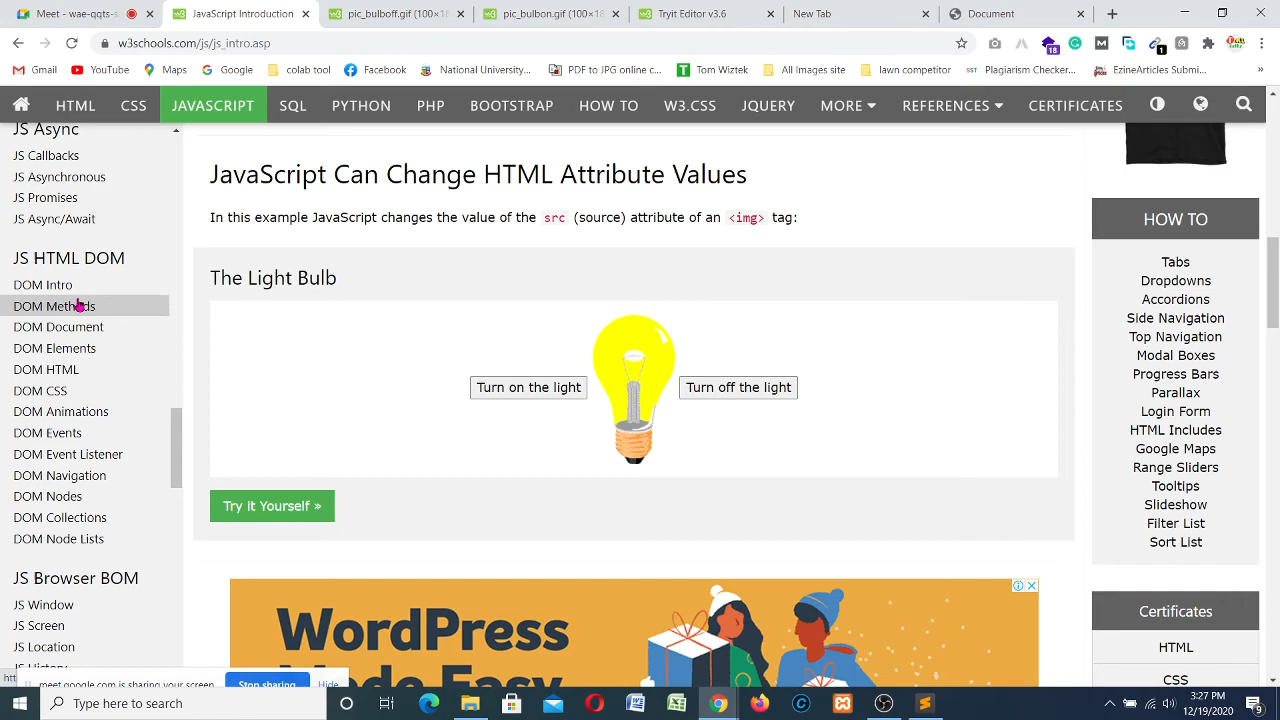 Meet – wae-qqts-s
JavaScript Introduction
pic_bulboff.gif (100×18
pic_bulboff.gif (100×18
Tryit Editor v3.6
New Tab
Document
w3schools.com/js/js_intro.asp
18
1
Gmail
YouTube
Maps
Google
colab tool
Facebook
National University...
PDF to JPG online c...
Tom Wiztek
All Images site
lawn competitor
SST
Plagiarism Checker...
EzineArticles Submi...
»
HTML
CSS
JAVASCRIPT
SQL
PYTHON
PHP
BOOTSTRAP
HOW TO
W3.CSS
JQUERY
MORE
REFERENCES
CERTIFICATES
JS Async
JS Callbacks
JS Asynchronous
JS Promises
JS Async/Await
JS HTML DOM
DOM Intro
DOM Methods
DOM Document
DOM Elements
DOM HTML
DOM CSS
DOM Animations
DOM Events
DOM Event Listener
DOM Navigation
DOM Nodes
DOM Collections
DOM Node Lists
JS Browser BOM
JS Window
JS Screen
JS Location
JS History
JavaScript Can Change HTML Attribute Values
In this example JavaScript changes the value of the src (source) attribute of an <img> tag:
The Light Bulb
Turn on the light
Turn off the light
Try it Yourself »
WordPress
Made Easy
HOW TO
Tabs
Dropdowns
Accordions
Side Navigation
Top Navigation
Modal Boxes
Progress Bars
Parallax
Login Form
HTML Includes
Google Maps
Range Sliders
Tooltips
Slideshow
Filter List
Sort List
Certificates
HTML
CSS
meet.google.com is sharing your screen.
Stop sharing
Hide
Type here to search
3:27 PM
12/19/2020
9